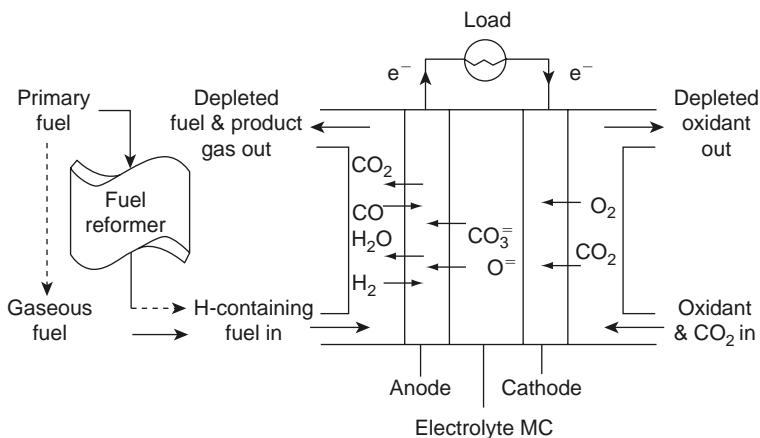 Load
e⁻
e⁻
Primary
fuel
Depleted
fuel & product
gas out
Depleted
oxidant
out
Fuel
reformer
CO₂
CO
H₂O
H₂
CO₃⁼
O⁼
O₂
CO₂
Gaseous
fuel
H-containing
fuel in
Oxidant
& CO₂ in
Anode
Cathode
Electrolyte MC